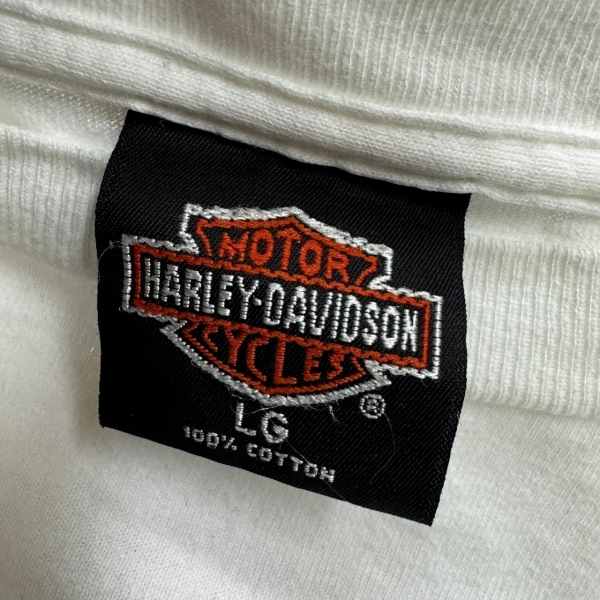 MOTOR
HARLEY-DAVIDSON
CYCLES
®
LG
100% COTTON